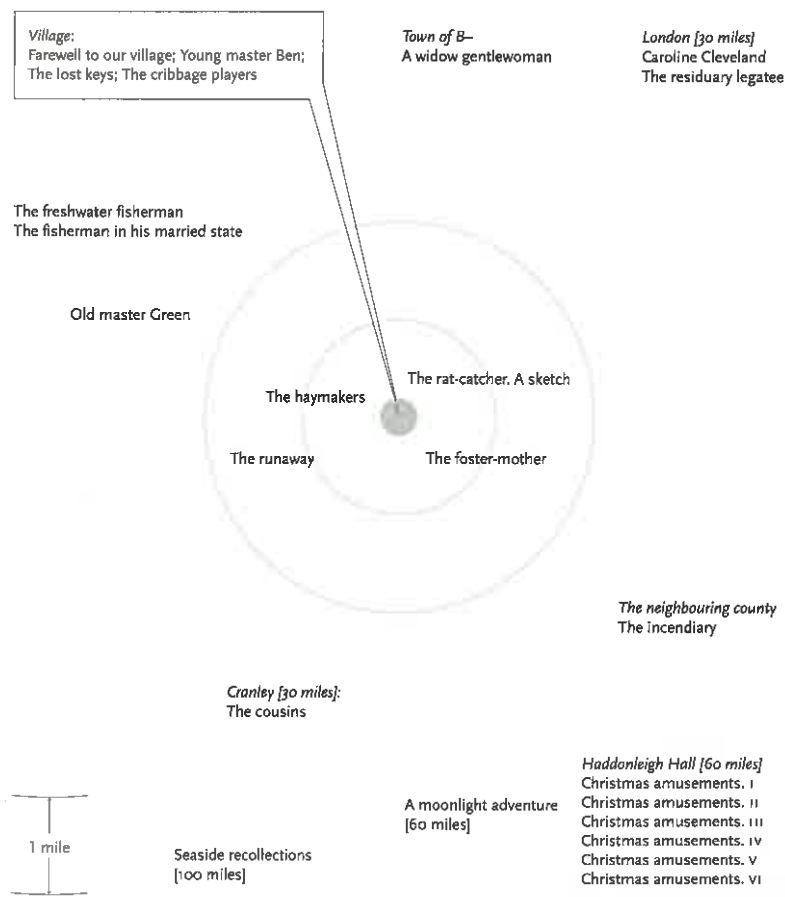 Village:
Farewell to our village; Young master Ben;
The lost keys; The cribbage players
Town of B–
A widow gentlewoman
London [30 miles]
Caroline Cleveland
The residuary legatee
The freshwater fisherman
The fisherman in his married state
Old master Green
The rat-catcher. A sketch
The haymakers
The runaway
The foster-mother
The neighbouring county
The incendiary
Cranley [30 miles]:
The cousins
Haddonleigh Hall [60 miles]
Christmas amusements. I
Christmas amusements. II
Christmas amusements. III
Christmas amusements. IV
Christmas amusements. V
Christmas amusements. VI
A moonlight adventure
[60 miles]
1 mile
Seaside recollections
[100 miles]